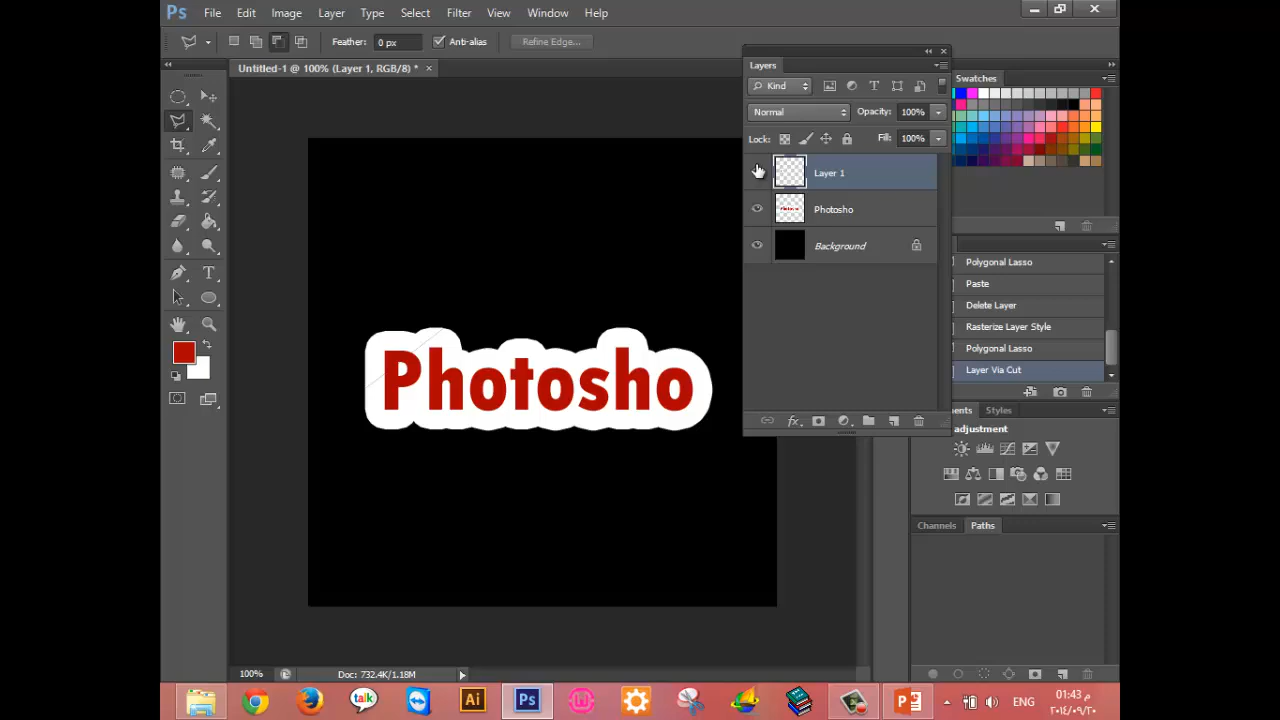 Ps File Edit Image Layer Type Select Filter View Window Help
Feather: 0 px Anti-alias Refine Edge...
Untitled-1 @ 100% (Layer 1, RGB/8) * ×
Layers
Kind
Normal Opacity: 100%
Lock: Fill: 100%
Layer 1
Photosho
Background
Swatches
Polygonal Lasso
Paste
Delete Layer
Rasterize Layer Style
Polygonal Lasso
Layer Via Cut
Styles
Channels Paths
Photosho
100% Doc: 732.4K/1.18M
talk Ai Ps P ENG
01:43 م